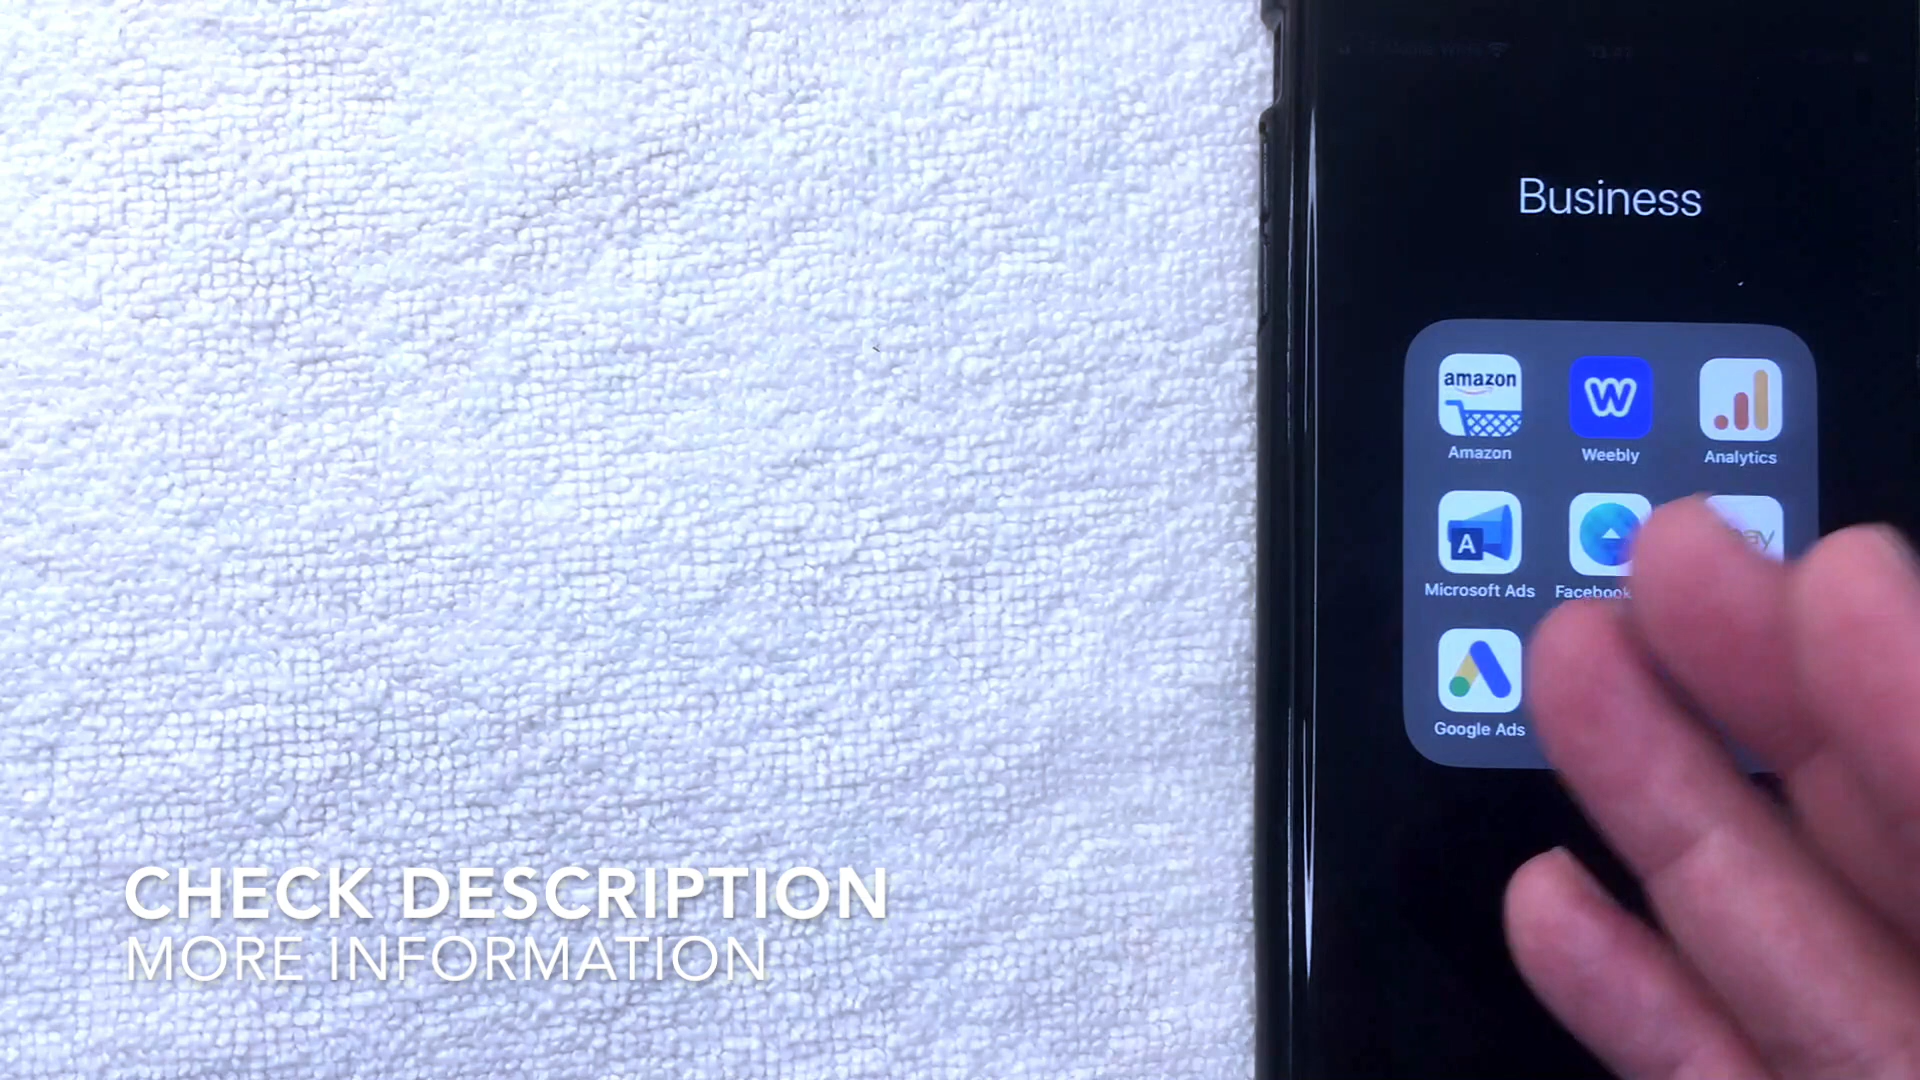 Business
amazon
Amazon
W
Weebly
Analytics
A
Microsoft Ads
Facebook
Google Ads
CHECK DESCRIPTION
MORE INFORMATION